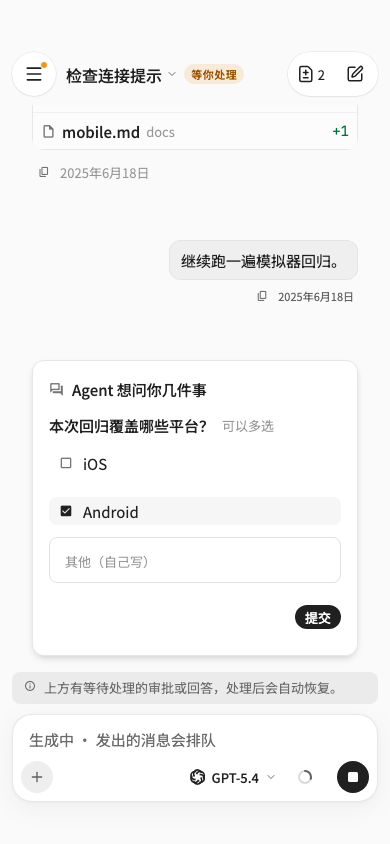 检查连接提示
等你处理
2
mobile.md docs
+1
2025年6月18日
继续跑一遍模拟器回归。
2025年6月18日
Agent 想问你几件事
本次回归覆盖哪些平台？ 可以多选
iOS
Android
其他（自己写）
提交
上方有等待处理的审批或回答，处理后会自动恢复。
生成中 · 发出的消息会排队
GPT-5.4